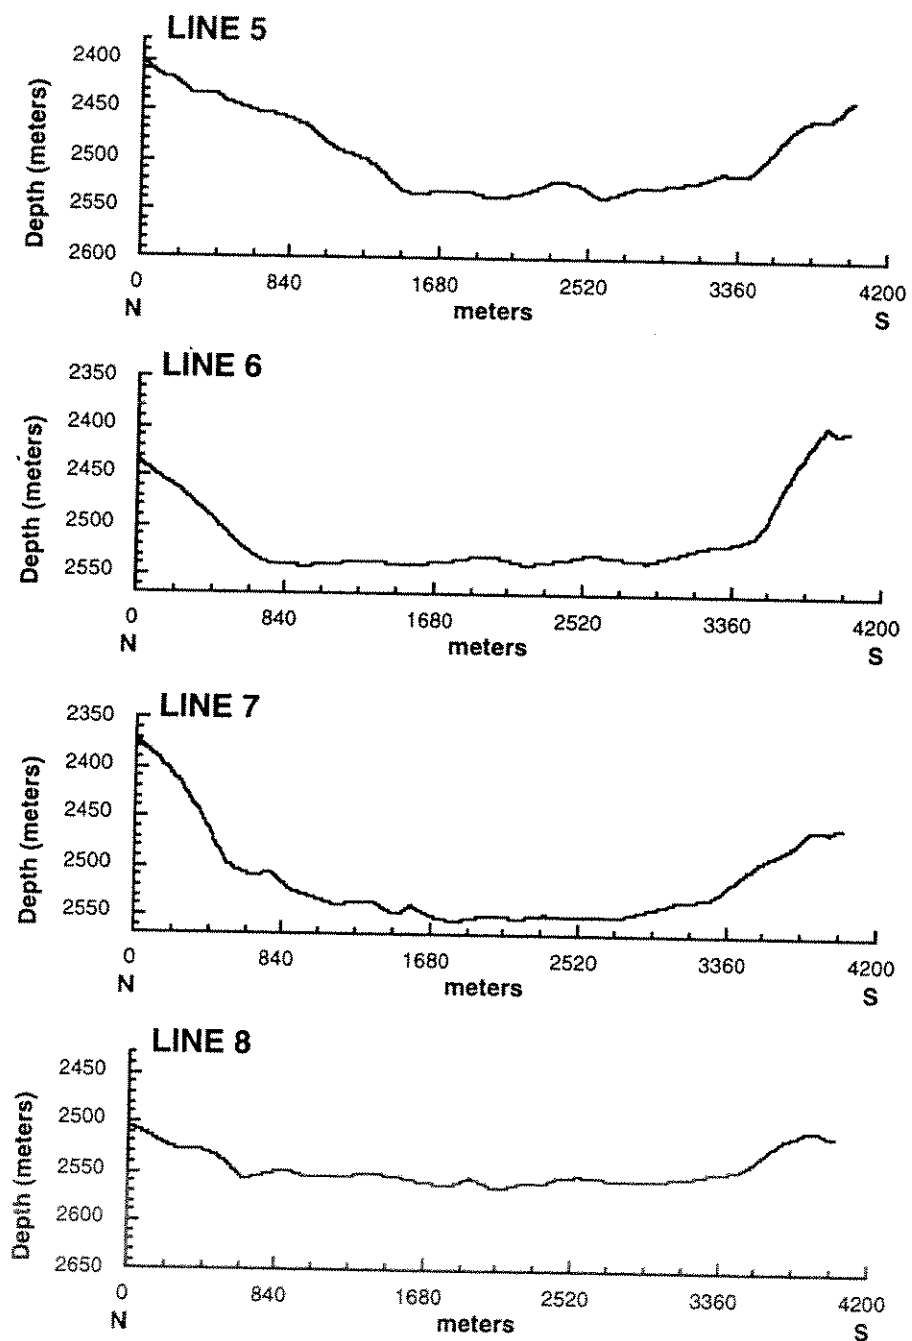 LINE 5
Depth (meters)
2400
2450
2500
2550
2600
0 840 1680 2520 3360 4200
N meters S
LINE 6
Depth (meters)
2350
2400
2450
2500
2550
0 840 1680 2520 3360 4200
N meters S
LINE 7
Depth (meters)
2350
2400
2450
2500
2550
0 840 1680 2520 3360 4200
N meters S
LINE 8
Depth (meters)
2450
2500
2550
2600
2650
0 840 1680 2520 3360 4200
N meters S